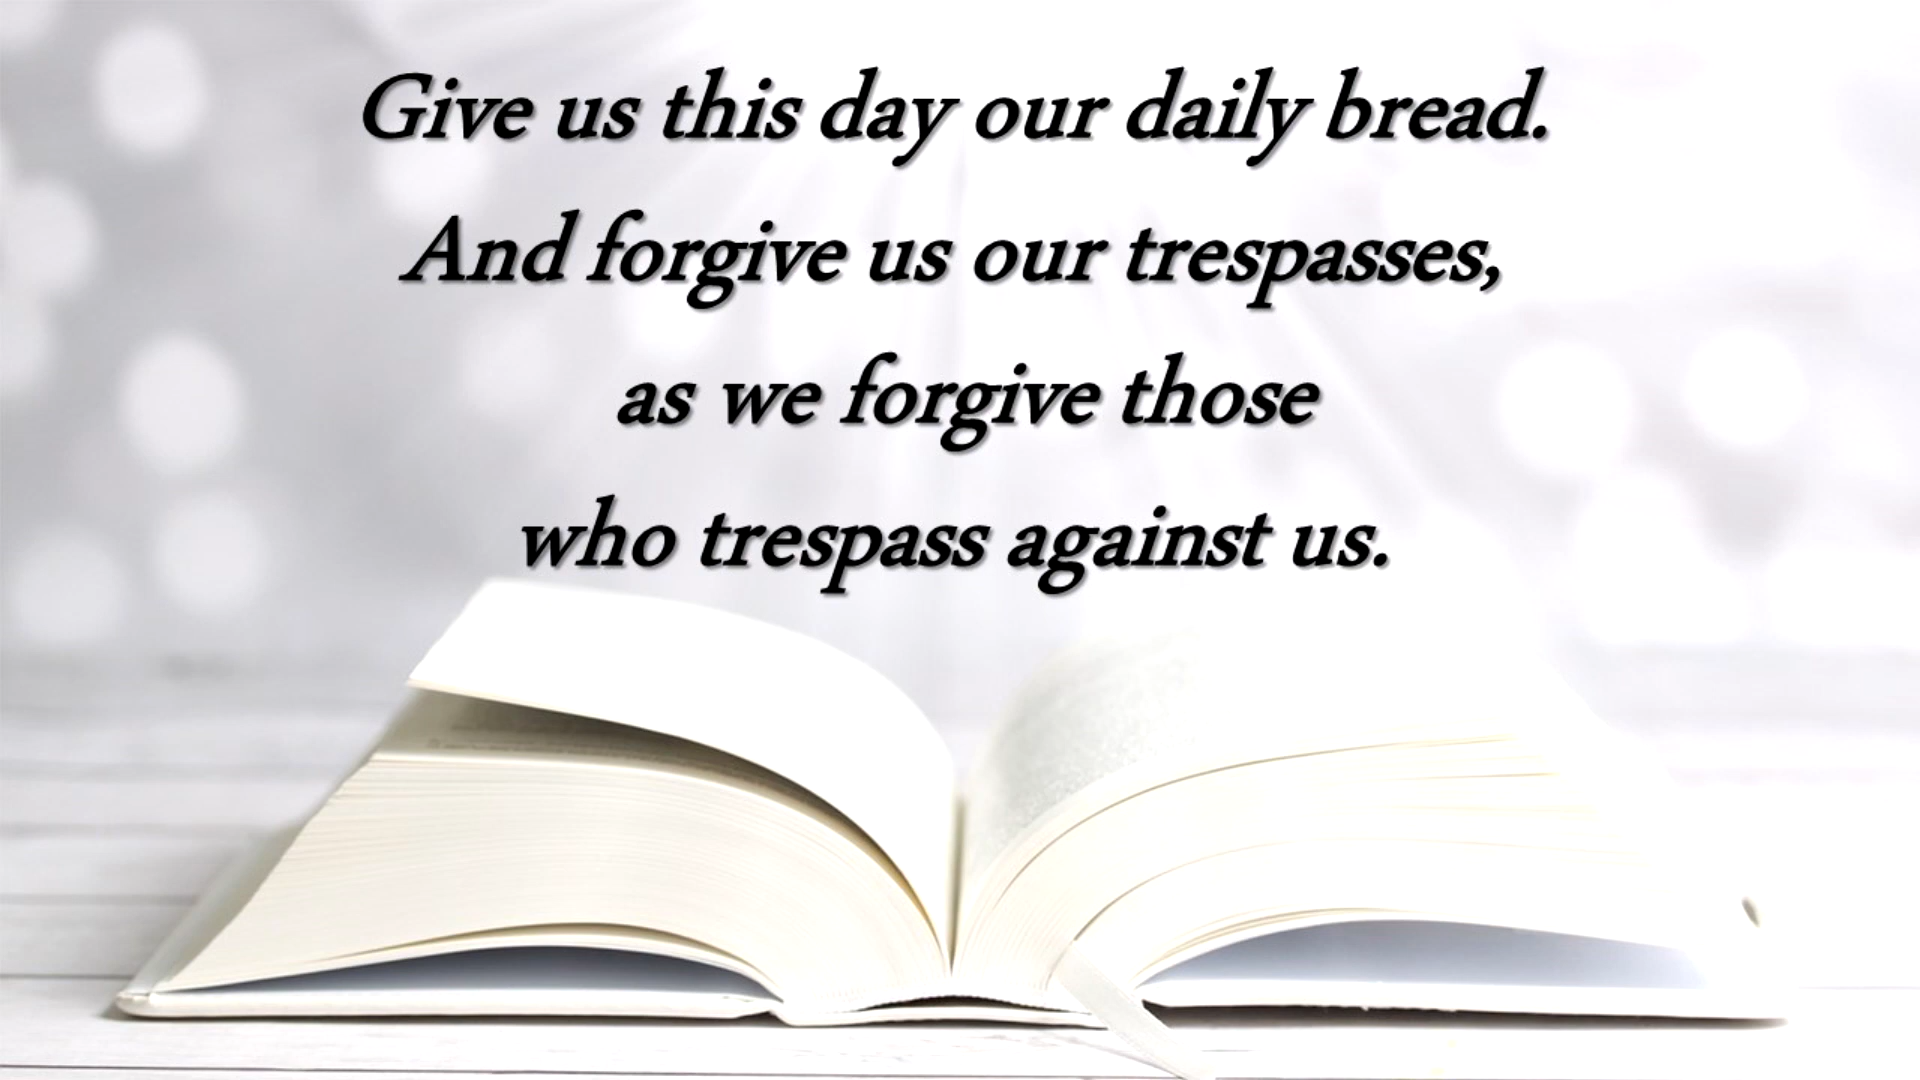 Give us this day our daily bread.
And forgive us our trespasses,
as we forgive those
who trespass against us.